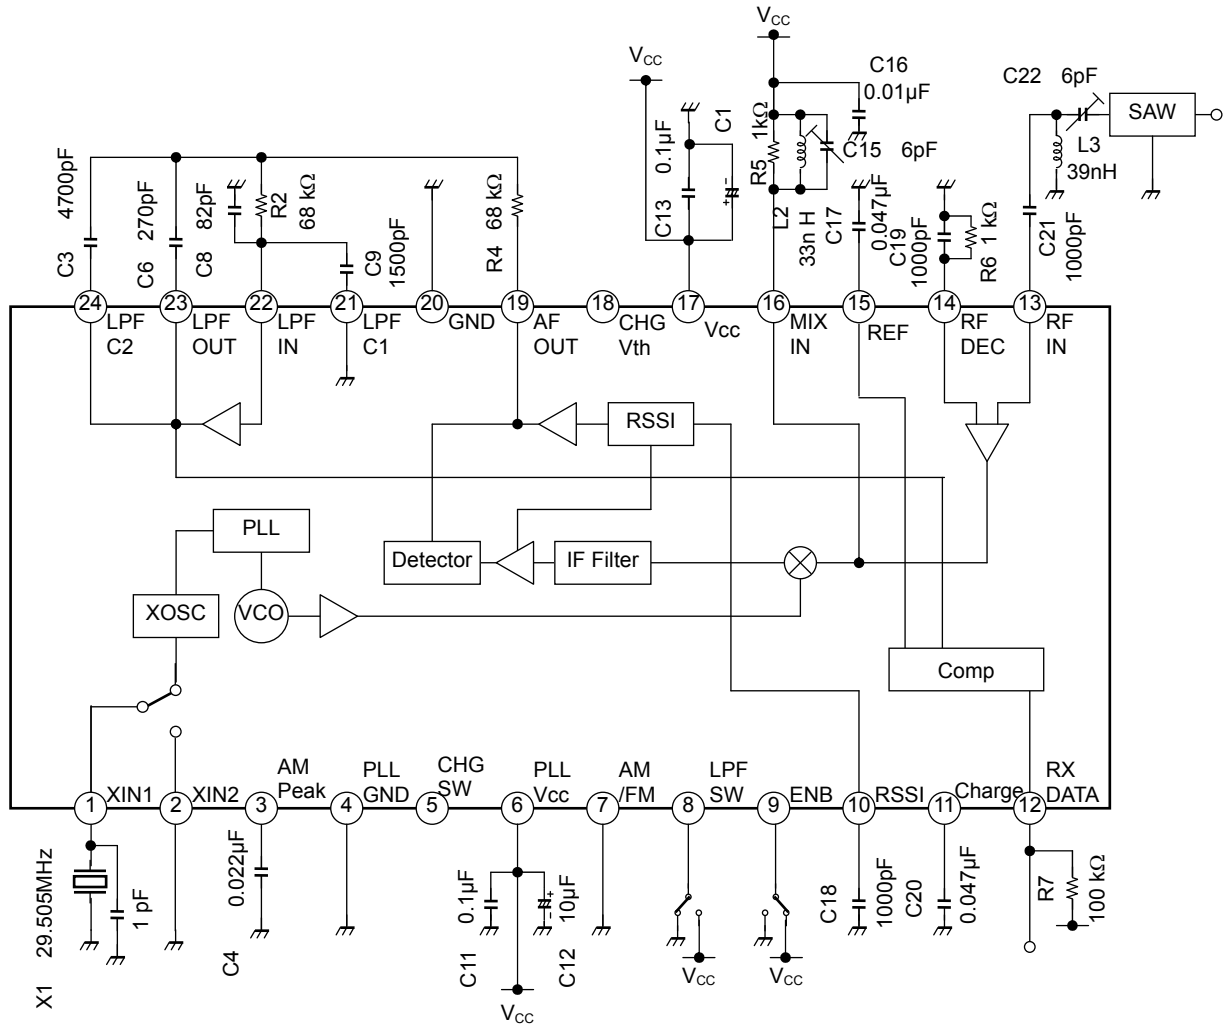 VCC
VCC
C22 6pF
SAW
L3
39nH
C16
0.01µF
C15 6pF
4700pF
C3
270pF
C6
82pF
C8
R2
68 kΩ
C9
1500pF
68 kΩ
R4
0.1µF
C13
C1
+
-
1kΩ
R5
L2
33n H
C17
0.047µF
C19
1000pF
R6 1 kΩ
C21
1000pF
24
23
22
21
20
19
18
17
16
15
14
13
LPF
C2
LPF
OUT
LPF
IN
LPF
C1
GND
AF
OUT
CHG
Vth
Vcc
MIX
IN
REF
RF
DEC
RF
IN
RSSI
PLL
Detector
IF Filter
XOSC
VCO
Comp
XIN1
XIN2
AM
Peak
PLL
GND
CHG
SW
PLL
Vcc
AM
/FM
LPF
SW
ENB
RSSI
Charge
RX
DATA
1
2
3
4
5
6
7
8
9
10
11
12
X1 29.505MHz
1 pF
0.022µF
C4
0.1µF
C11
+
-
10µF
C12
VCC
VCC
VCC
C18
1000pF
C20
0.047µF
R7
100 kΩ